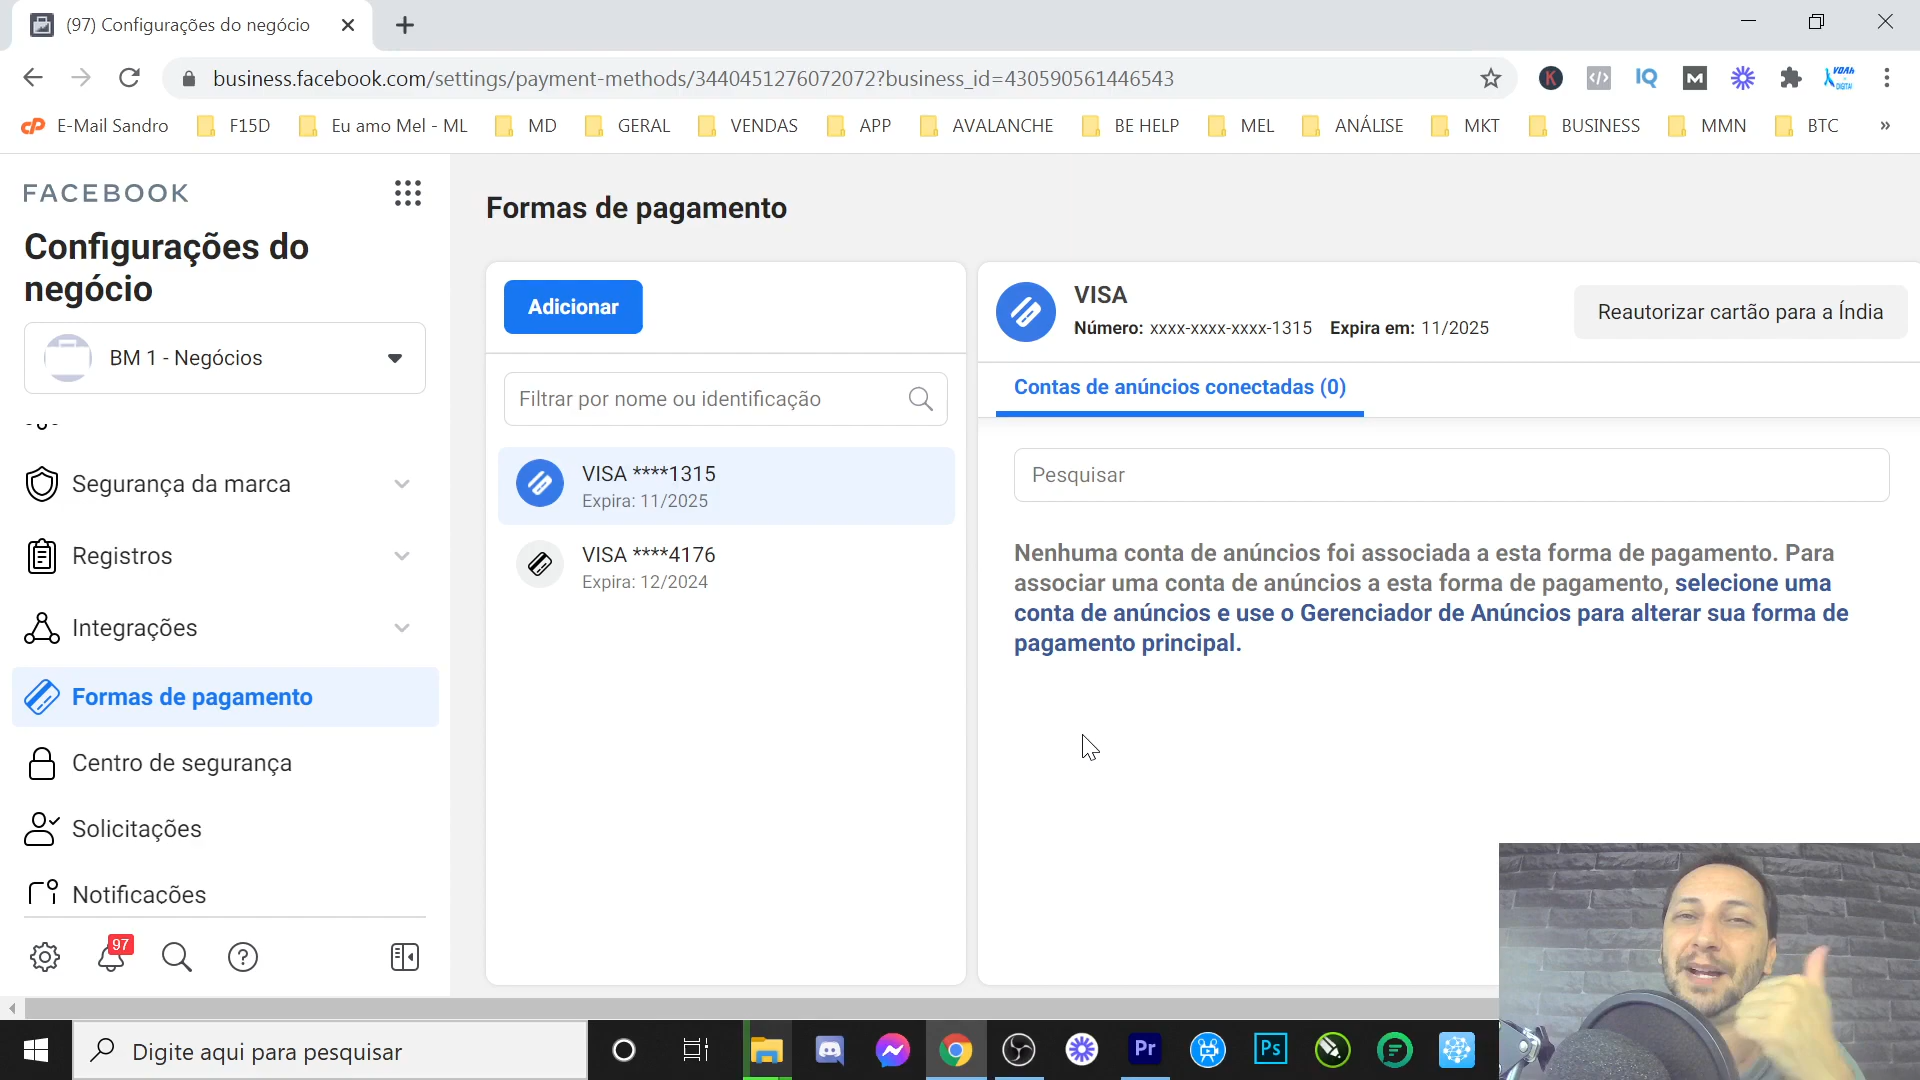 (97) Configurações do negócio
business.facebook.com/settings/payment-methods/3440451276072072?business_id=430590561446543
K
IQ
M
E-Mail Sandro
F15D
Eu amo Mel - ML
MD
GERAL
VENDAS
APP
AVALANCHE
BE HELP
MEL
ANÁLISE
MKT
BUSINESS
MMN
BTC
»
FACEBOOK
Configurações do
negócio
BM 1 - Negócios
Segurança da marca
Registros
Integrações
Formas de pagamento
Centro de segurança
Solicitações
Notificações
97
Formas de pagamento
Adicionar
Filtrar por nome ou identificação
VISA ****1315
Expira: 11/2025
VISA ****4176
Expira: 12/2024
VISA
Número: xxxx-xxxx-xxxx-1315 Expira em: 11/2025
Reautorizar cartão para a Índia
Contas de anúncios conectadas (0)
Pesquisar
Nenhuma conta de anúncios foi associada a esta forma de pagamento. Para
associar uma conta de anúncios a esta forma de pagamento, selecione uma
conta de anúncios e use o Gerenciador de Anúncios para alterar sua forma de
pagamento principal.
Digite aqui para pesquisar
Pr
Ps